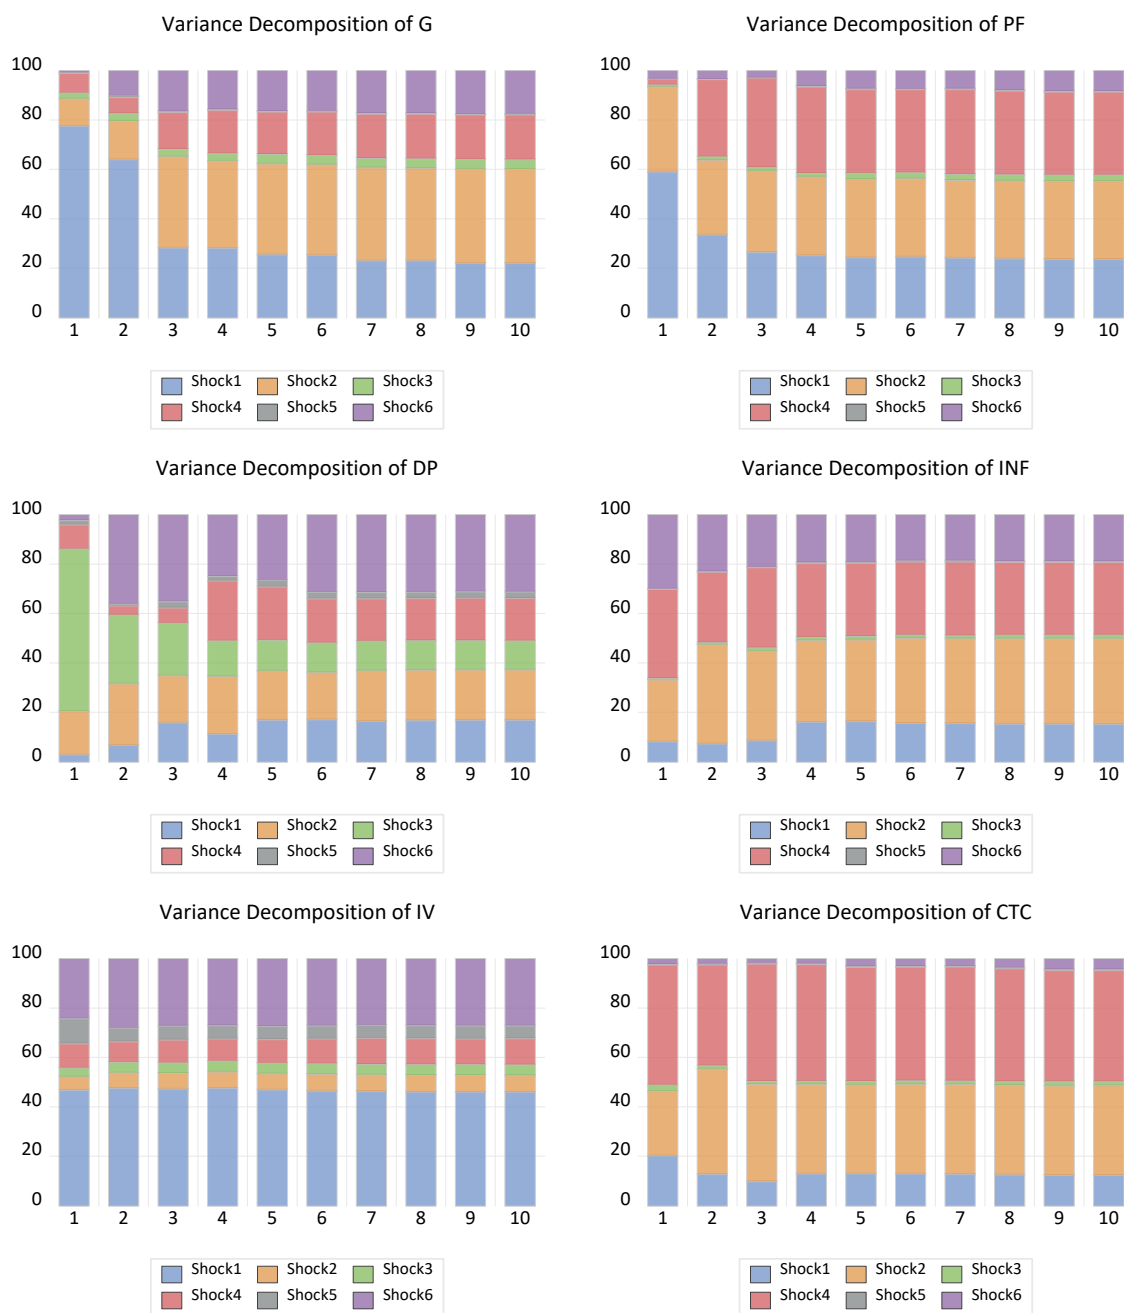 Variance Decomposition of G
100
80
60
40
20
0
1 2 3 4 5 6 7 8 9 10
Shock1 Shock2 Shock3
Shock4 Shock5 Shock6
Variance Decomposition of PF
100
80
60
40
20
0
1 2 3 4 5 6 7 8 9 10
Shock1 Shock2 Shock3
Shock4 Shock5 Shock6
Variance Decomposition of DP
100
80
60
40
20
0
1 2 3 4 5 6 7 8 9 10
Shock1 Shock2 Shock3
Shock4 Shock5 Shock6
Variance Decomposition of INF
100
80
60
40
20
0
1 2 3 4 5 6 7 8 9 10
Shock1 Shock2 Shock3
Shock4 Shock5 Shock6
Variance Decomposition of IV
100
80
60
40
20
0
1 2 3 4 5 6 7 8 9 10
Shock1 Shock2 Shock3
Shock4 Shock5 Shock6
Variance Decomposition of CTC
100
80
60
40
20
0
1 2 3 4 5 6 7 8 9 10
Shock1 Shock2 Shock3
Shock4 Shock5 Shock6